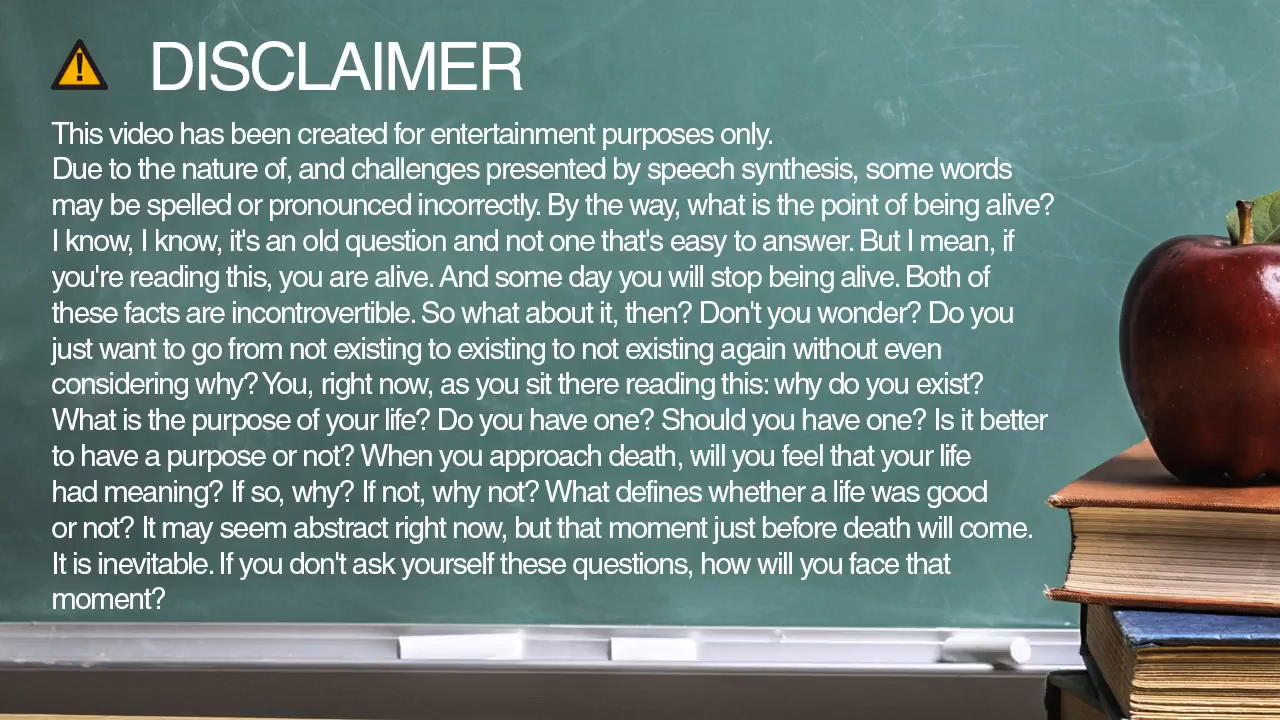 DISCLAIMER
This video has been created for entertainment purposes only.
Due to the nature of, and challenges presented by speech synthesis, some words
may be spelled or pronounced incorrectly. By the way, what is the point of being alive?
I know, I know, it's an old question and not one that's easy to answer. But I mean, if
you're reading this, you are alive. And some day you will stop being alive. Both of
these facts are incontrovertible. So what about it, then? Don't you wonder? Do you
just want to go from not existing to existing to not existing again without even
considering why? You, right now, as you sit there reading this: why do you exist?
What is the purpose of your life? Do you have one? Should you have one? Is it better
to have a purpose or not? When you approach death, will you feel that your life
had meaning? If so, why? If not, why not? What defines whether a life was good
or not? It may seem abstract right now, but that moment just before death will come.
It is inevitable. If you don't ask yourself these questions, how will you face that
moment?